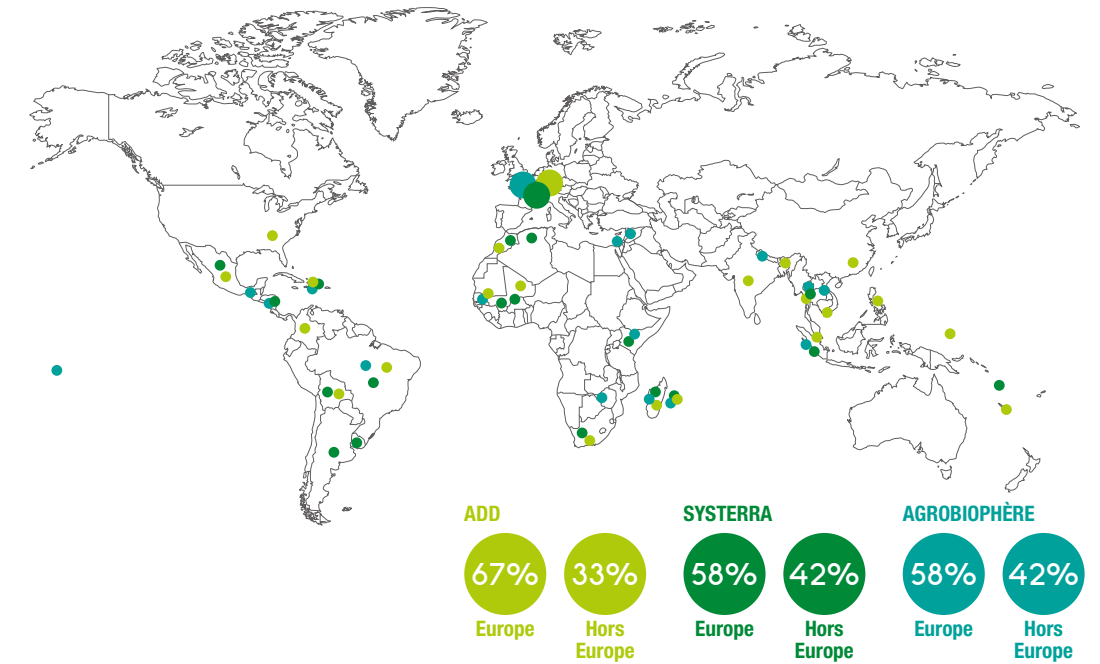 ADD
67%
33%
Europe
Hors
Europe
SYSTERRA
58%
42%
Europe
Hors
Europe
AGROBIOPHÈRE
58%
42%
Europe
Hors
Europe